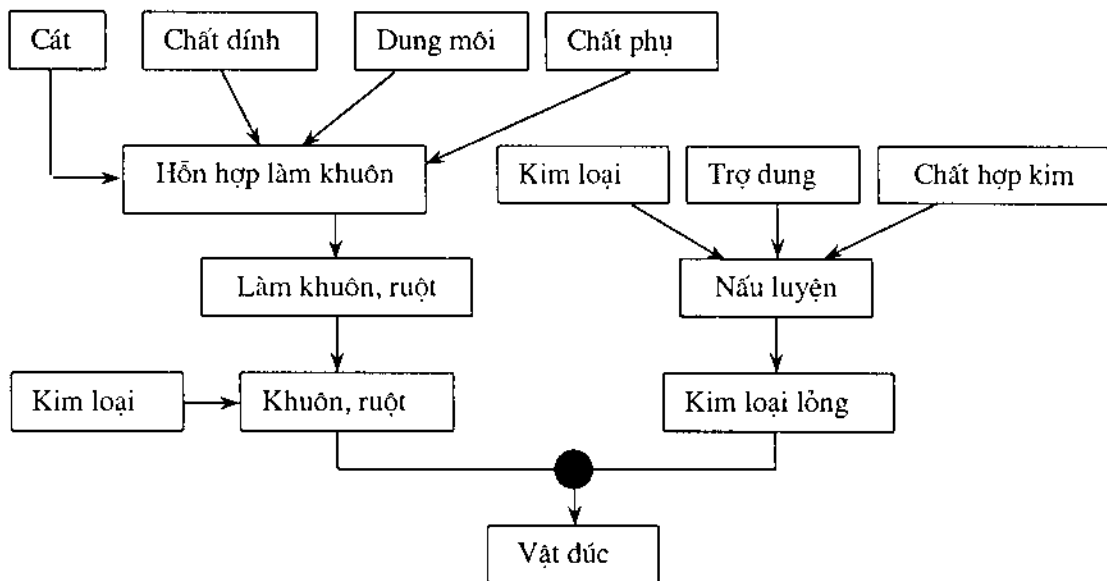 Cát
Chất dính
Dung môi
Chất phụ
Hỗn hợp làm khuôn
Kim loại
Trợ dung
Chất hợp kim
Làm khuôn, ruột
Nấu luyện
Kim loại
Khuôn, ruột
Kim loại lỏng
Vật đúc